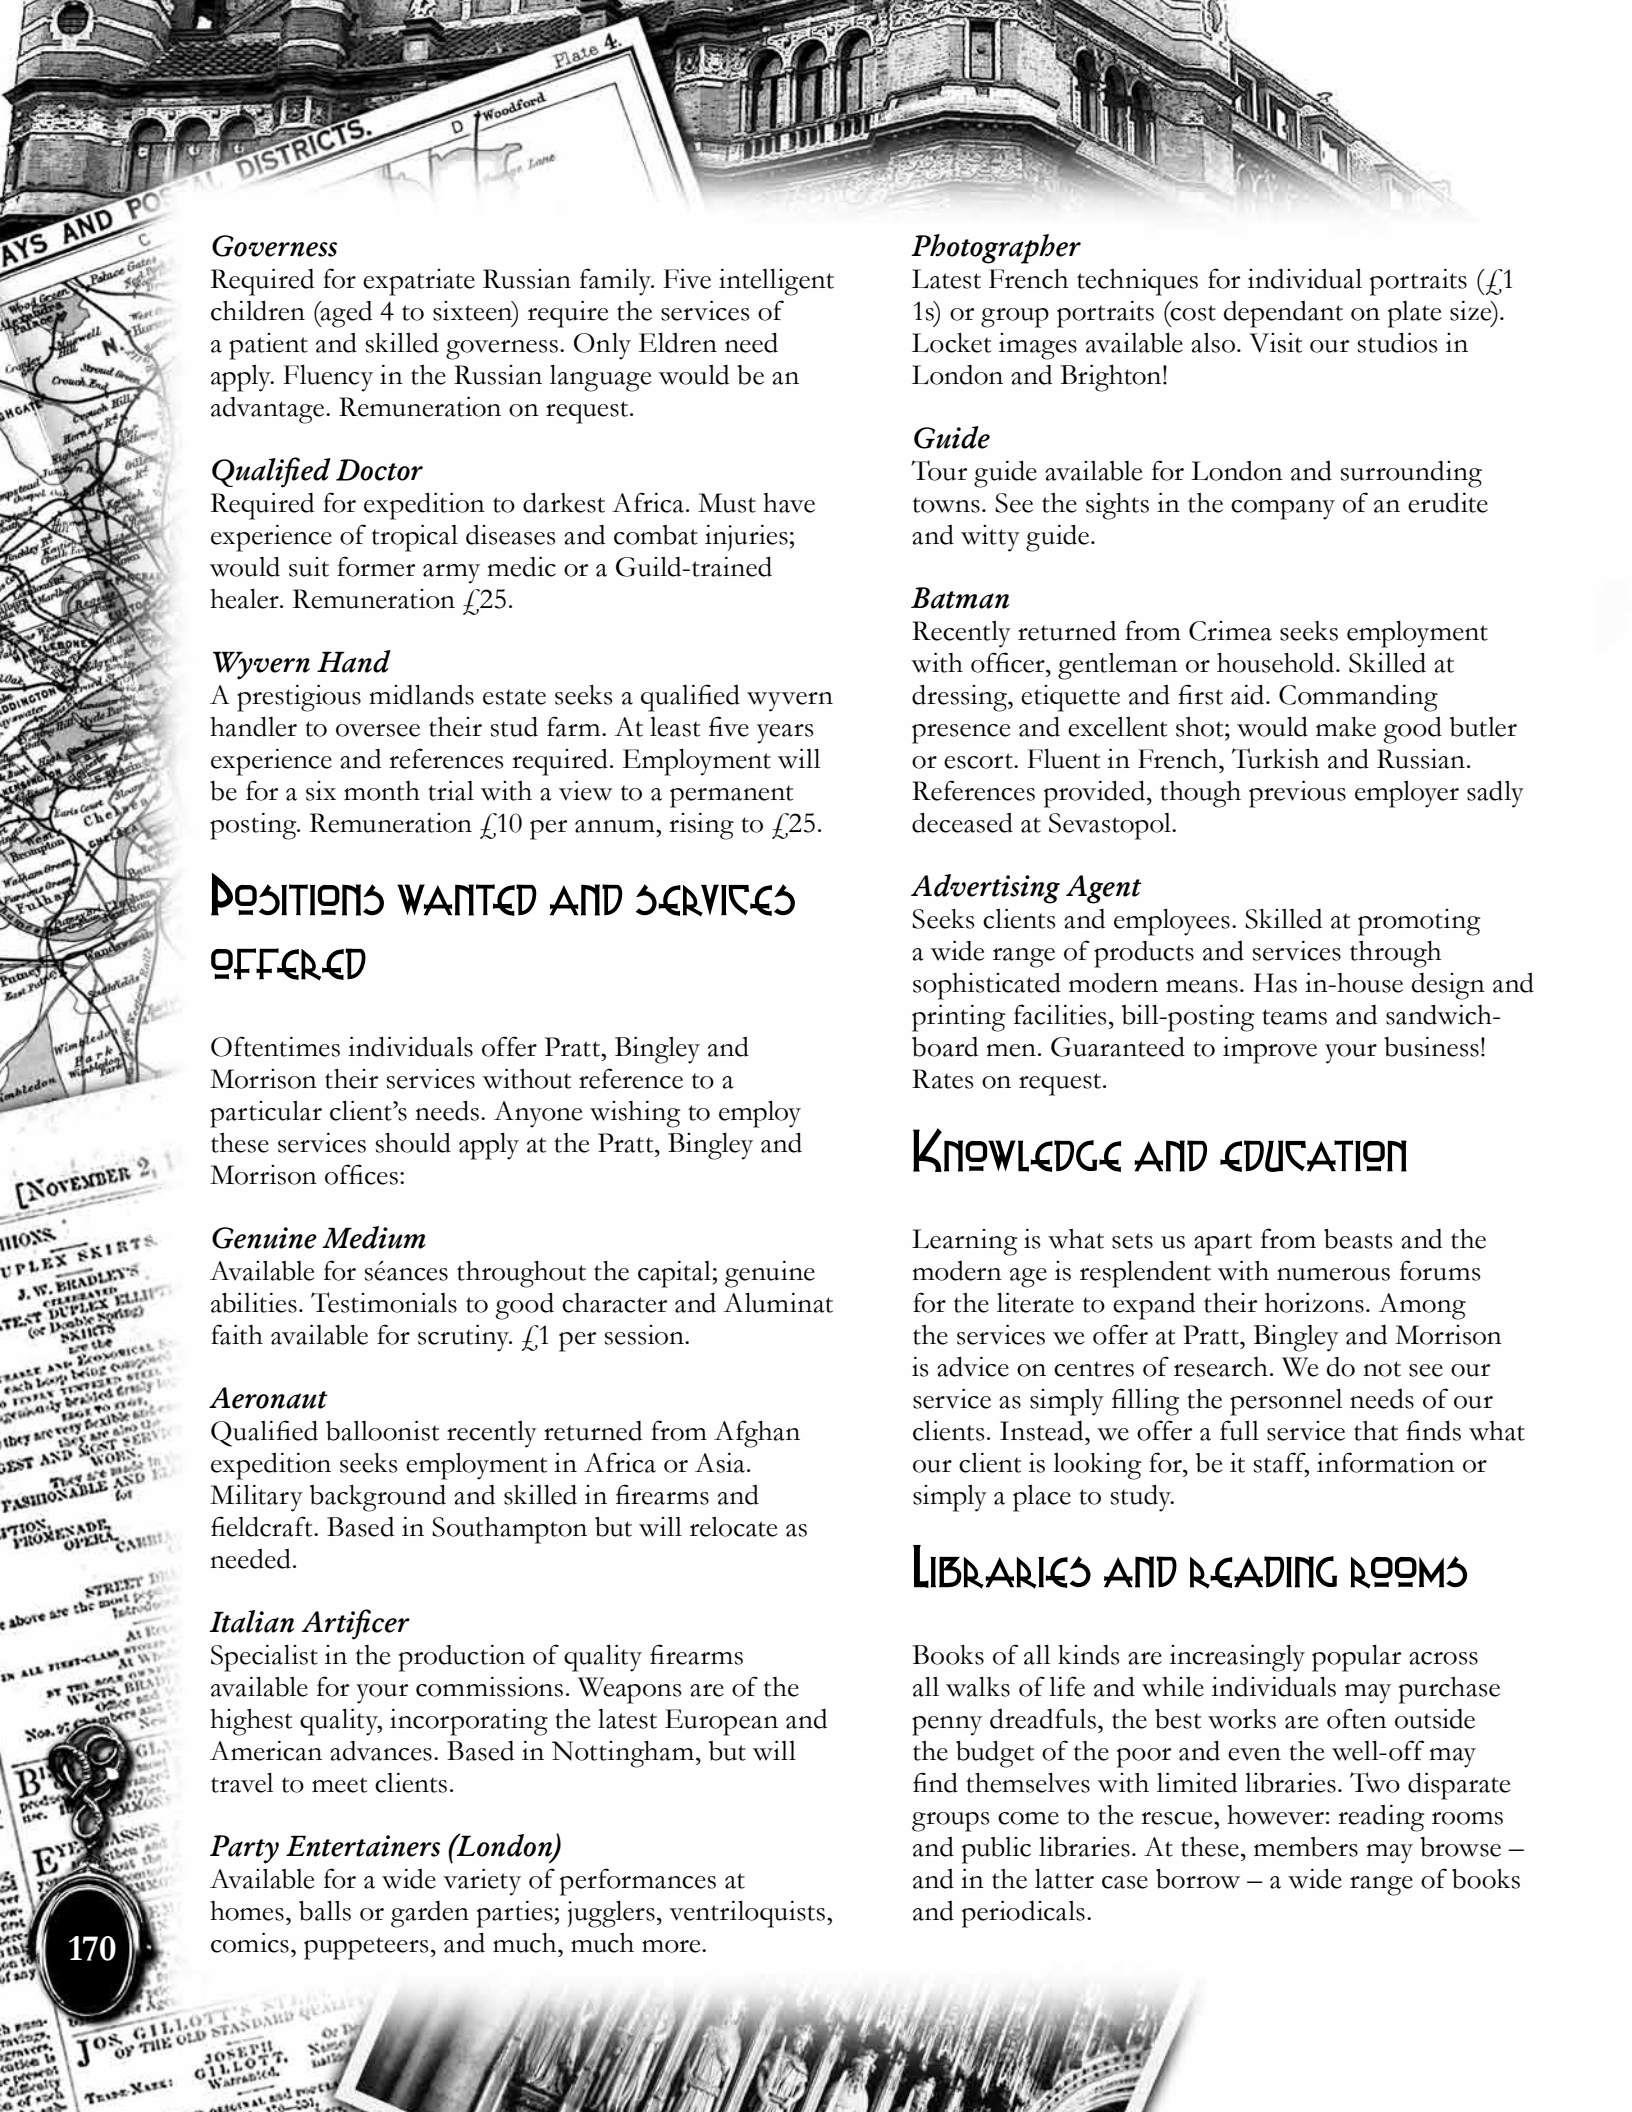 Plate 4.
D
Woodford
DISTRICTS.
AYS AND PO
C
Governess
Required for expatriate Russian family. Five intelligent
children (aged 4 to sixteen) require the services of
a patient and skilled governess. Only Eldren need
apply. Fluency in the Russian language would be an
advantage. Remuneration on request.
Qualified Doctor
Required for expedition to darkest Africa. Must have
experience of tropical diseases and combat injuries;
would suit former army medic or a Guild-trained
healer. Remuneration £25.
Wyvern Hand
A prestigious midlands estate seeks a qualified wyvern
handler to oversee their stud farm. At least five years
experience and references required. Employment will
be for a six month trial with a view to a permanent
posting. Remuneration £10 per annum, rising to £25.
Positions wanted and services
offered
Oftentimes individuals offer Pratt, Bingley and
Morrison their services without reference to a
particular client's needs. Anyone wishing to employ
these services should apply at the Pratt, Bingley and
Morrison offices:
Genuine Medium
Available for séances throughout the capital; genuine
abilities. Testimonials to good character and Aluminat
faith available for scrutiny. £1 per session.
Aeronaut
Qualified balloonist recently returned from Afghan
expedition seeks employment in Africa or Asia.
Military background and skilled in firearms and
fieldcraft. Based in Southampton but will relocate as
needed.
Italian Artificer
Specialist in the production of quality firearms
available for your commissions. Weapons are of the
highest quality, incorporating the latest European and
American advances. Based in Nottingham, but will
travel to meet clients.
Party Entertainers (London)
Available for a wide variety of performances at
homes, balls or garden parties; jugglers, ventriloquists,
comics, puppeteers, and much, much more.
Photographer
Latest French techniques for individual portraits (£1
1s) or group portraits (cost dependant on plate size).
Locket images available also. Visit our studios in
London and Brighton!
Guide
Tour guide available for London and surrounding
towns. See the sights in the company of an erudite
and witty guide.
Batman
Recently returned from Crimea seeks employment
with officer, gentleman or household. Skilled at
dressing, etiquette and first aid. Commanding
presence and excellent shot; would make good butler
or escort. Fluent in French, Turkish and Russian.
References provided, though previous employer sadly
deceased at Sevastopol.
Advertising Agent
Seeks clients and employees. Skilled at promoting
a wide range of products and services through
sophisticated modern means. Has in-house design and
printing facilities, bill-posting teams and sandwich-
board men. Guaranteed to improve your business!
Rates on request.
Knowledge and education
Learning is what sets us apart from beasts and the
modern age is resplendent with numerous forums
for the literate to expand their horizons. Among
the services we offer at Pratt, Bingley and Morrison
is advice on centres of research. We do not see our
service as simply filling the personnel needs of our
clients. Instead, we offer a full service that finds what
our client is looking for, be it staff, information or
simply a place to study.
Libraries and reading rooms
Books of all kinds are increasingly popular across
all walks of life and while individuals may purchase
penny dreadfuls, the best works are often outside
the budget of the poor and even the well-off may
find themselves with limited libraries. Two disparate
groups come to the rescue, however: reading rooms
and public libraries. At these, members may browse –
and in the latter case borrow – a wide range of books
and periodicals.
[NOVEMBER 2,
J. W. BRADLEY'S
SKIRTS
are the
WORN.
FASHIONABLE AND
for
PROMENADE,
OPERA,
170
JOS. GILLOTT'S
OF THE OLD STANDARD
JOSEPH
GILLOTT,
Warranted.
TRADE MARK: